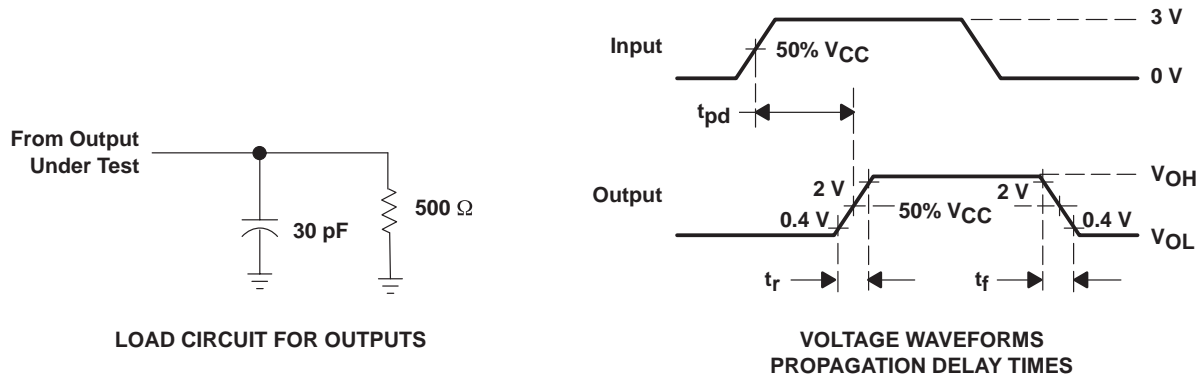 From Output
Under Test
30 pF
500 Ω
LOAD CIRCUIT FOR OUTPUTS
Input
50% VCC
3 V
0 V
tpd
Output
2 V
0.4 V
50% VCC
2 V
0.4 V
VOH
VOL
tr
tf
VOLTAGE WAVEFORMS
PROPAGATION DELAY TIMES